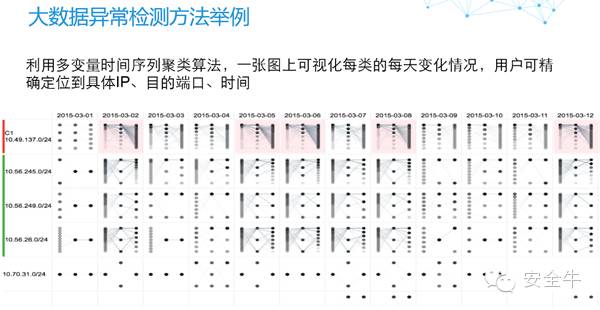 大数据异常检测方法举例
利用多变量时间序列聚类算法，一张图上可视化每类的每天变化情况，用户可精
确定位到具体IP、目的端口、时间
2015-03-01 2015-03-02 2015-03-03 2015-03-04 2015-03-05 2015-03-06 2015-03-07 2015-03-08 2015-03-09 2015-03-10 2015-03-11 2015-03-12
C1
10.49.137.0/24
10.56.245.0/24
10.56.249.0/24
10.56.26.0/24
10.70.31.0/24
安全牛